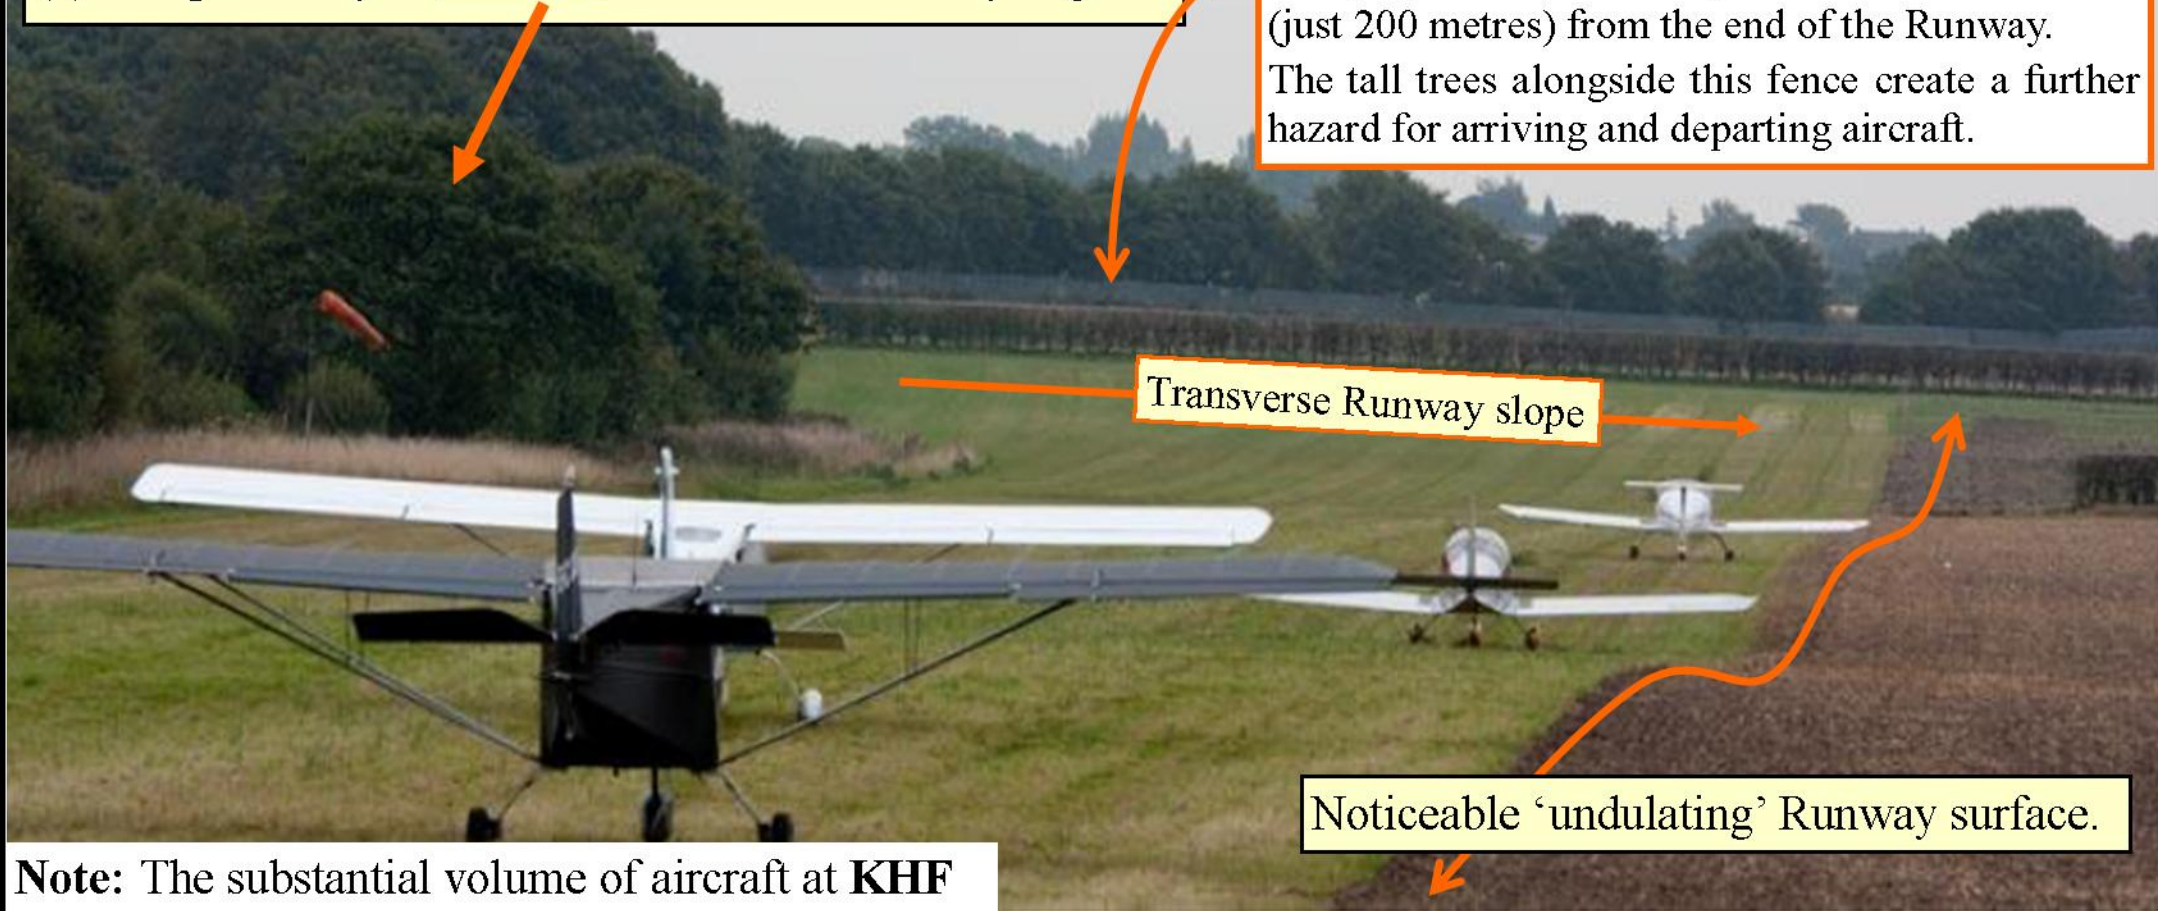 (just 200 metres) from the end of the Runway.
The tall trees alongside this fence create a further
hazard for arriving and departing aircraft.
Transverse Runway slope
Noticeable ‘undulating’ Runway surface.
Note: The substantial volume of aircraft at KHF